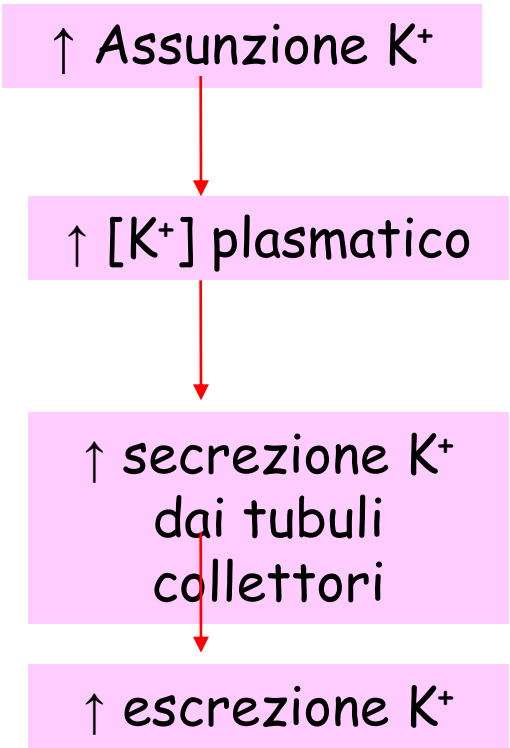 ↑ Assunzione K⁺
↑ [K⁺] plasmatico
↑ secrezione K⁺
dai tubuli
collettori
↑ escrezione K⁺